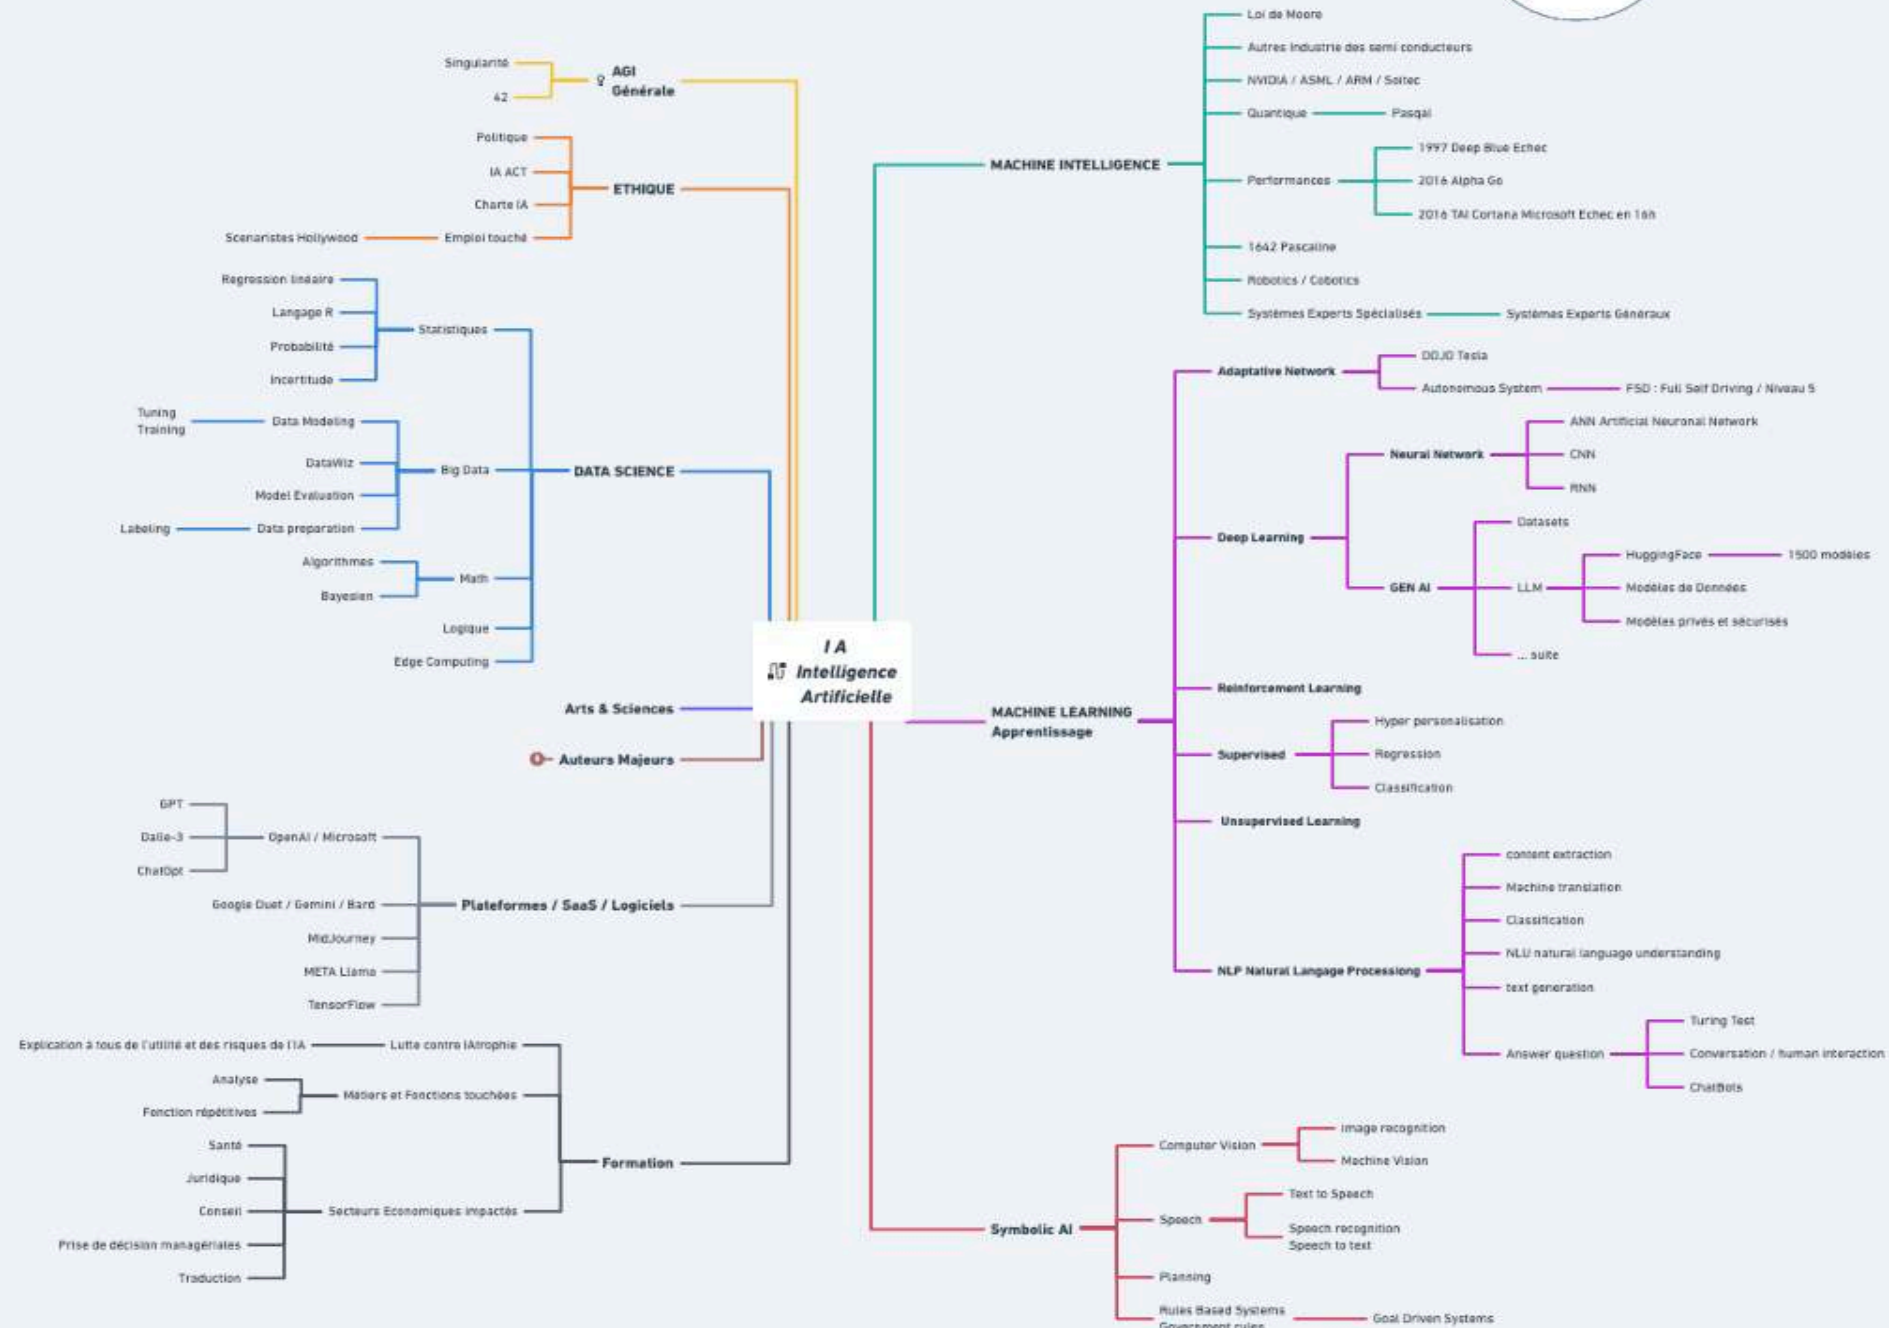 Singularité
42
AGI
Générale
Politique
IA ACT
Charte IA
Scenaristes Hollywood
Emploi touché
ETHIQUE
Regression linéaire
Langage R
Probabilité
Incertitude
Statistiques
Tuning
Training
Data Modeling
DataWiz
Model Evaluation
Labeling
Data preparation
Big Data
DATA SCIENCE
Algorithmes
Bayesien
Math
Logique
Edge Computing
I A
Intelligence
Artificielle
Arts & Sciences
Auteurs Majeurs
GPT
Dalle-3
OpenAI / Microsoft
Google Duet / Gemini / Bard
MidJourney
META Llama
TensorFlow
Plateformes / SaaS / Logiciels
Explication à tous de l'utilité et des risques de l'IA
Lutte contre IAtrophie
Analyse
Fonction répétitives
Métiers et Fonctions touchées
Santé
Juridique
Conseil
Prise de décision managériales
Traduction
Secteurs Economiques impactés
Formation
MACHINE INTELLIGENCE
Loi de Moore
Autres industrie des semi conducteurs
NVIDIA / ASML / ARM / Soitec
Quantique
Pasqal
Performances
1997 Deep Blue Echec
2016 Alpha Go
2016 TAI Cortana Microsoft Echec en 16h
1642 Pascaline
Robotics / Cobotics
Systèmes Experts Spécialisés
Systèmes Experts Généraux
MACHINE LEARNING
Apprentissage
Adaptative Network
DOJO Tesla
Autonomous System
FSD : Full Self Driving / Niveau 5
Deep Learning
Neural Network
ANN Artificial Neuronal Network
CNN
RNN
GEN AI
Datasets
LLM
HuggingFace
1500 modèles
Modèles de Données
Modèles privés et sécurisés
... suite
Reinforcement Learning
Supervised
Hyper personalisation
Regression
Classification
Unsupervised Learning
NLP Natural Langage Processiong
content extraction
Machine translation
Classification
NLU natural language understanding
text generation
Answer question
Turing Test
Conversation / human interaction
ChatBots
Symbolic AI
Computer Vision
Image recognition
Machine Vision
Speech
Text to Speech
Speech recognition
Speech to text
Planning
Rules Based Systems
Government rules
Goal Driven Systems